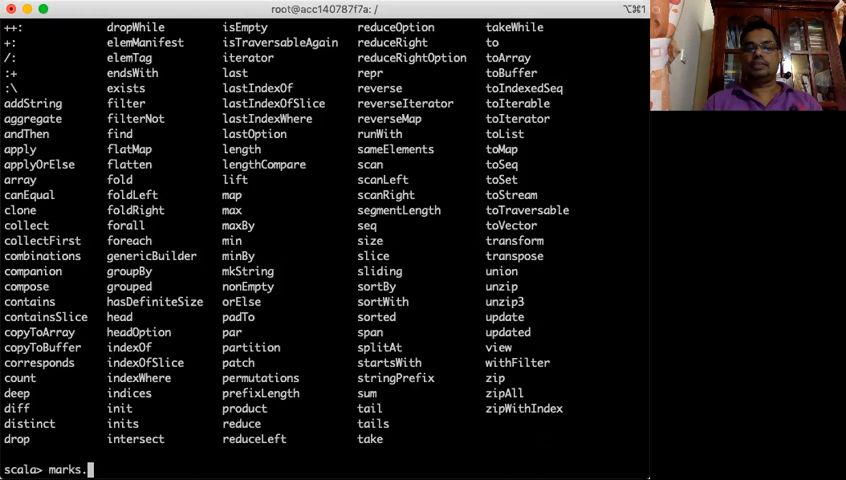 root@acc140787f7a: /
⌥⌘1
++: dropWhile isEmpty reduceOption takeWhile
+: elemManifest isTraversableAgain reduceRight to
/: elemTag iterator reduceRightOption toArray
:+ endsWith last repr toBuffer
:\ exists lastIndexOf reverse toIndexedSeq
addString filter lastIndexOfSlice reverseIterator toIterable
aggregate filterNot lastIndexWhere reverseMap toIterator
andThen find lastOption runWith toList
apply flatMap length sameElements toMap
applyOrElse flatten lengthCompare scan toSeq
array fold lift scanLeft toSet
canEqual foldLeft map scanRight toStream
clone foldRight max segmentLength toTraversable
collect forall maxBy seq toVector
collectFirst foreach min size transform
combinations genericBuilder minBy slice transpose
companion groupBy mkString sliding union
compose grouped nonEmpty sortBy unzip
contains hasDefiniteSize orElse sortWith unzip3
containsSlice head padTo sorted update
copyToArray headOption par span updated
copyToBuffer indexOf partition splitAt view
corresponds indexOfSlice patch startsWith withFilter
count indexWhere permutations stringPrefix zip
deep indices prefixLength sum zipAll
diff init product tail zipWithIndex
distinct inits reduce tails
drop intersect reduceLeft take
scala> marks.